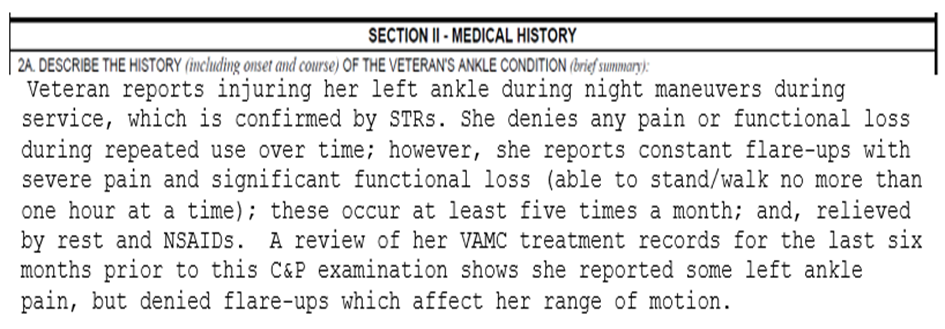 SECTION II - MEDICAL HISTORY
2A. DESCRIBE THE HISTORY (including onset and course) OF THE VETERAN'S ANKLE CONDITION (brief summary):
Veteran reports injuring her left ankle during night maneuvers during
service, which is confirmed by STRs. She denies any pain or functional loss
during repeated use over time; however, she reports constant flare-ups with
severe pain and significant functional loss (able to stand/walk no more than
one hour at a time); these occur at least five times a month; and, relieved
by rest and NSAIDs. A review of her VAMC treatment records for the last six
months prior to this C&P examination shows she reported some left ankle
pain, but denied flare-ups which affect her range of motion.